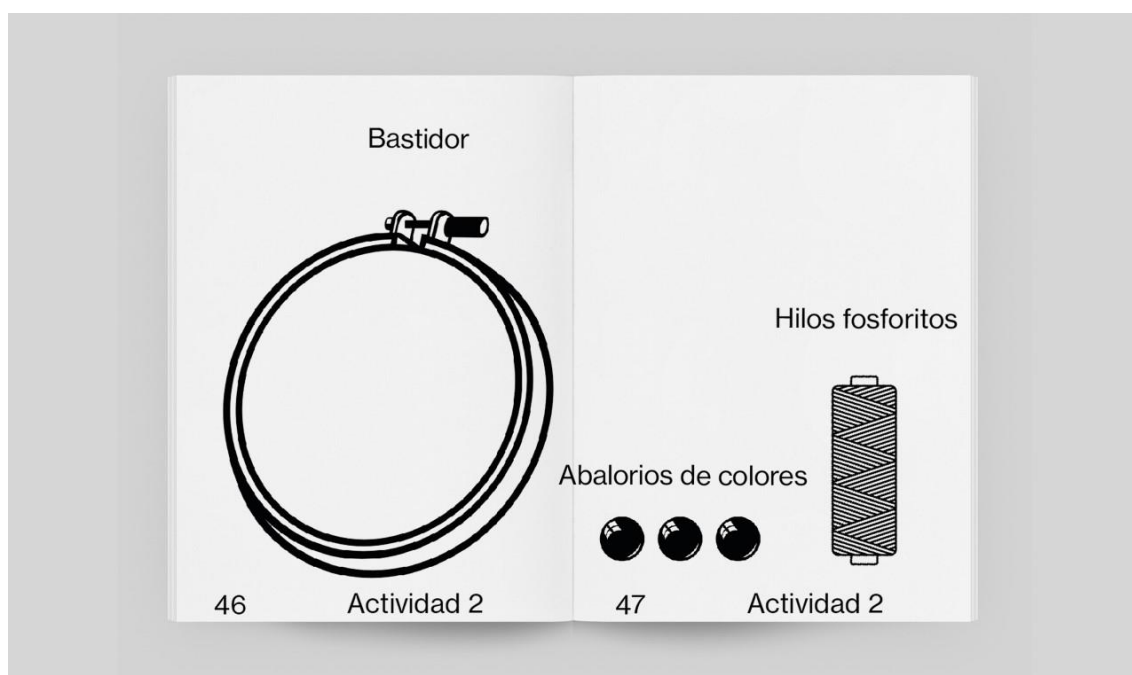 Bastidor
46
Actividad 2
Hilos fosforitos
Abalorios de colores
47
Actividad 2